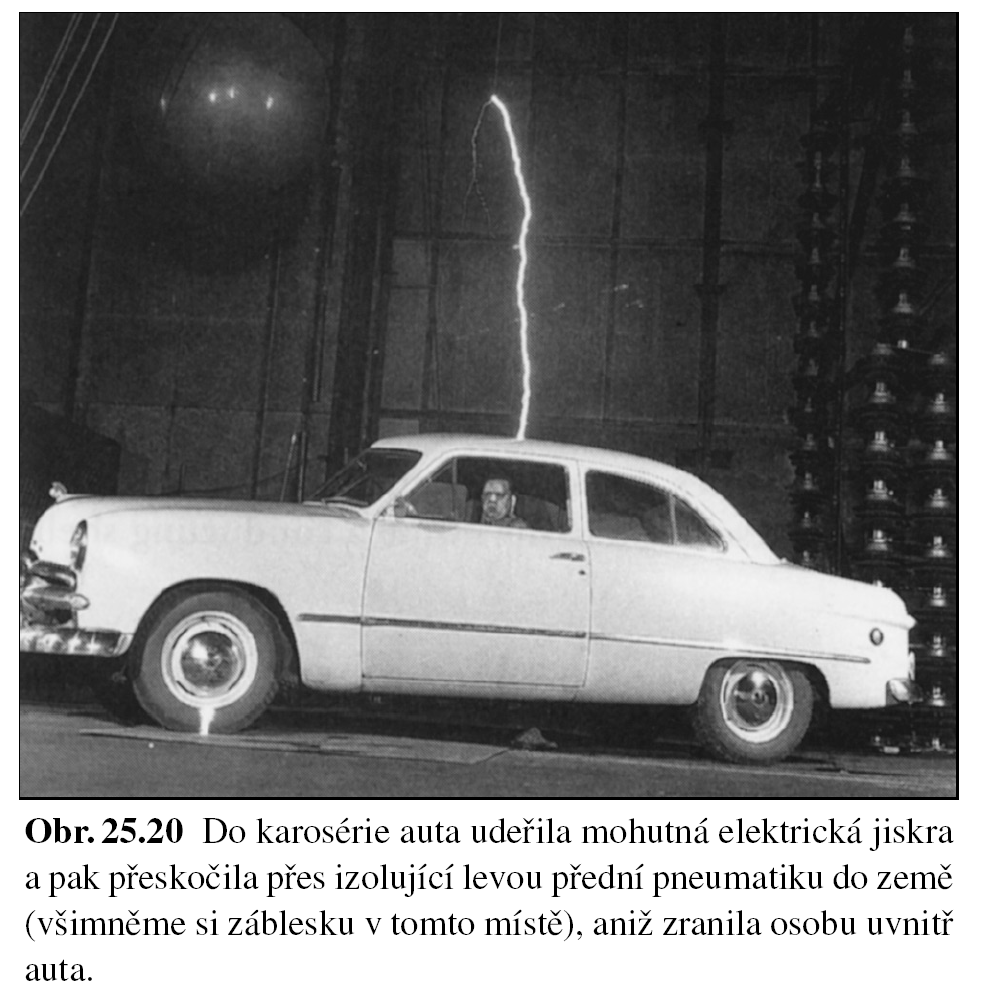 Obr. 25.20 Do karosérie auta udeřila mohutná elektrická jiskra
a pak přeskočila přes izolující levou přední pneumatiku do země
(všimněme si záblesku v tomto místě), aniž zranila osobu uvnitř
auta.